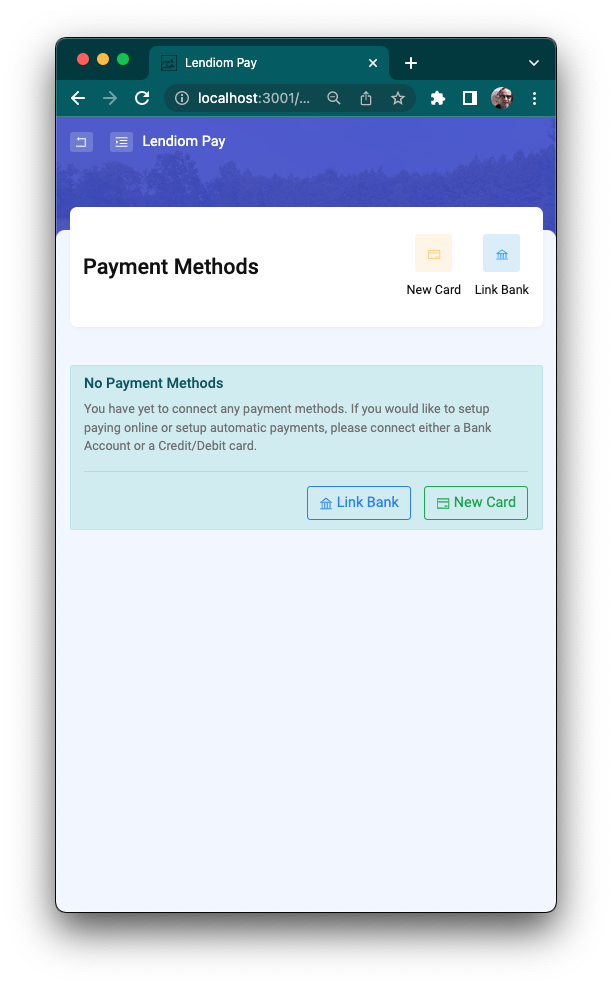 Lendiom Pay
localhost:3001/...
Lendiom Pay
Payment Methods
New Card
Link Bank
No Payment Methods
You have yet to connect any payment methods. If you would like to setup
paying online or setup automatic payments, please connect either a Bank
Account or a Credit/Debit card.
Link Bank
New Card